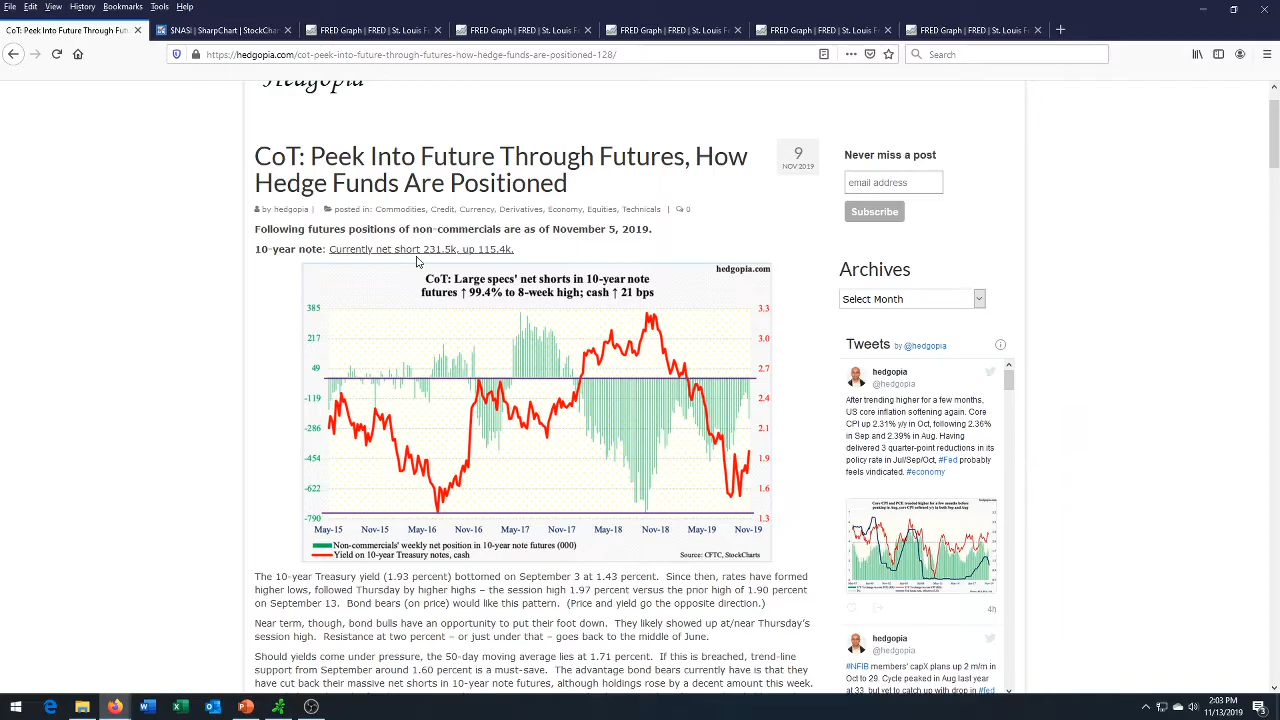 File Edit View History Bookmarks Tools Help
CoT: Peek Into Future Through Futu
$NASI | SharpChart | StockChart
FRED Graph | FRED | St. Louis F
FRED Graph | FRED | St. Louis F
FRED Graph | FRED | St. Louis F
FRED Graph | FRED | St. Louis F
FRED Graph | FRED | St. Louis F
https://hedgopia.com/cot-peek-into-future-through-futures-how-hedge-funds-are-positioned-128/
Search
Hedgopia
CoT: Peek Into Future Through Futures, How
Hedge Funds Are Positioned
9
NOV 2019
by hedgopia | posted in: Commodities, Credit, Currency, Derivatives, Economy, Equities, Technicals | 0
Following futures positions of non-commercials are as of November 5, 2019.
10-year note: Currently net short 231.5k, up 115.4k.
hedgopia.com
CoT: Large specs' net shorts in 10-year note
futures ↑ 99.4% to 8-week high; cash ↑ 21 bps
385 3.3
217 3.0
49 2.7
-119 2.4
-286 2.1
-454 1.9
-622 1.6
-790 1.3
May-15 Nov-15 May-16 Nov-16 May-17 Nov-17 May-18 Nov-18 May-19 Nov-19
Non-commercials' weekly net position in 10-year note futures (000)
Yield on 10-year Treasury notes, cash
Source: CFTC, StockCharts
The 10-year Treasury yield (1.93 percent) bottomed on September 3 at 1.43 percent. Since then, rates have formed
higher lows, followed Thursday by higher highs – the session high 1.97 percent versus the prior high of 1.90 percent
on September 13. Bond bears (on price) would like this pattern. (Price and yield go the opposite direction.)
Near term, though, bond bulls have an opportunity to put their foot down. They likely showed up at/near Thursday's
session high. Resistance at two percent – or just under that – goes back to the middle of June.
Should yields come under pressure, the 50-day moving average lies at 1.71 percent. If this is breached, trend-line
support from September around 1.60 percent is a must-save. The advantage bond bears currently have is that they
have cut back their massive net shorts in 10-year note futures, although holdings rose by a decent amount this week.
Never miss a post
email address
Subscribe
Archives
Select Month
Tweets by @hedgopia
hedgopia
@hedgopia
After trending higher for a few months,
US core inflation softening again. Core
CPI up 2.31% y/y in Oct, following 2.36%
in Sep and 2.39% in Aug. Having
delivered 3 quarter-point reductions in its
policy rate in Jul/Sep/Oct, #Fed probably
feels vindicated. #economy
4h
hedgopia
@hedgopia
#NFIB members' capX plans up 2 m/m in
Oct to 29. Cycle peaked in Aug last year
at 33, but yet to catch up with drop in #fed
2:03 PM
11/13/2019